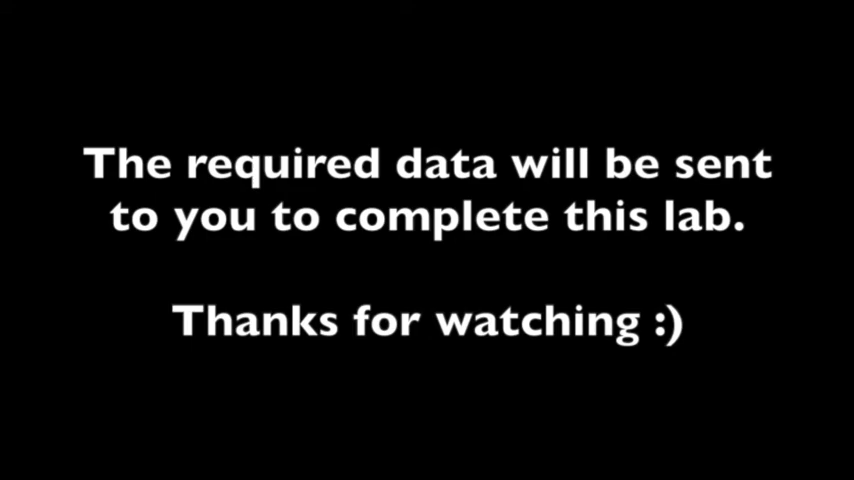 The required data will be sent
to you to complete this lab.
Thanks for watching :)